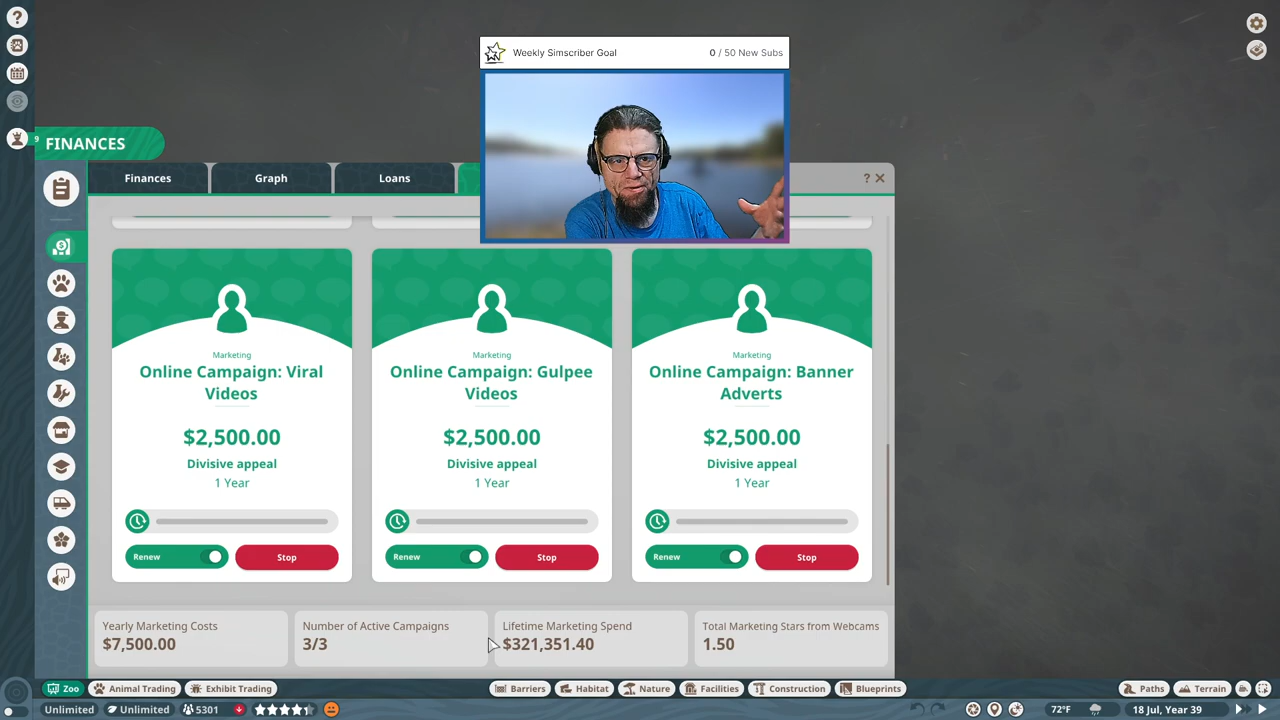 Weekly Simscriber Goal 0 / 50 New Subs
9 FINANCES
Finances Graph Loans ? ×
Marketing
Online Campaign: Viral
Videos
$2,500.00
Divisive appeal
1 Year
Renew Stop
Marketing
Online Campaign: Gulpee
Videos
$2,500.00
Divisive appeal
1 Year
Renew Stop
Marketing
Online Campaign: Banner
Adverts
$2,500.00
Divisive appeal
1 Year
Renew Stop
Yearly Marketing Costs
$7,500.00
Number of Active Campaigns
3/3
Lifetime Marketing Spend
$321,351.40
Total Marketing Stars from Webcams
1.50
Zoo Animal Trading Exhibit Trading Barriers Habitat Nature Facilities Construction Blueprints Paths Terrain
Unlimited Unlimited 5301 72°F 18 Jul, Year 39